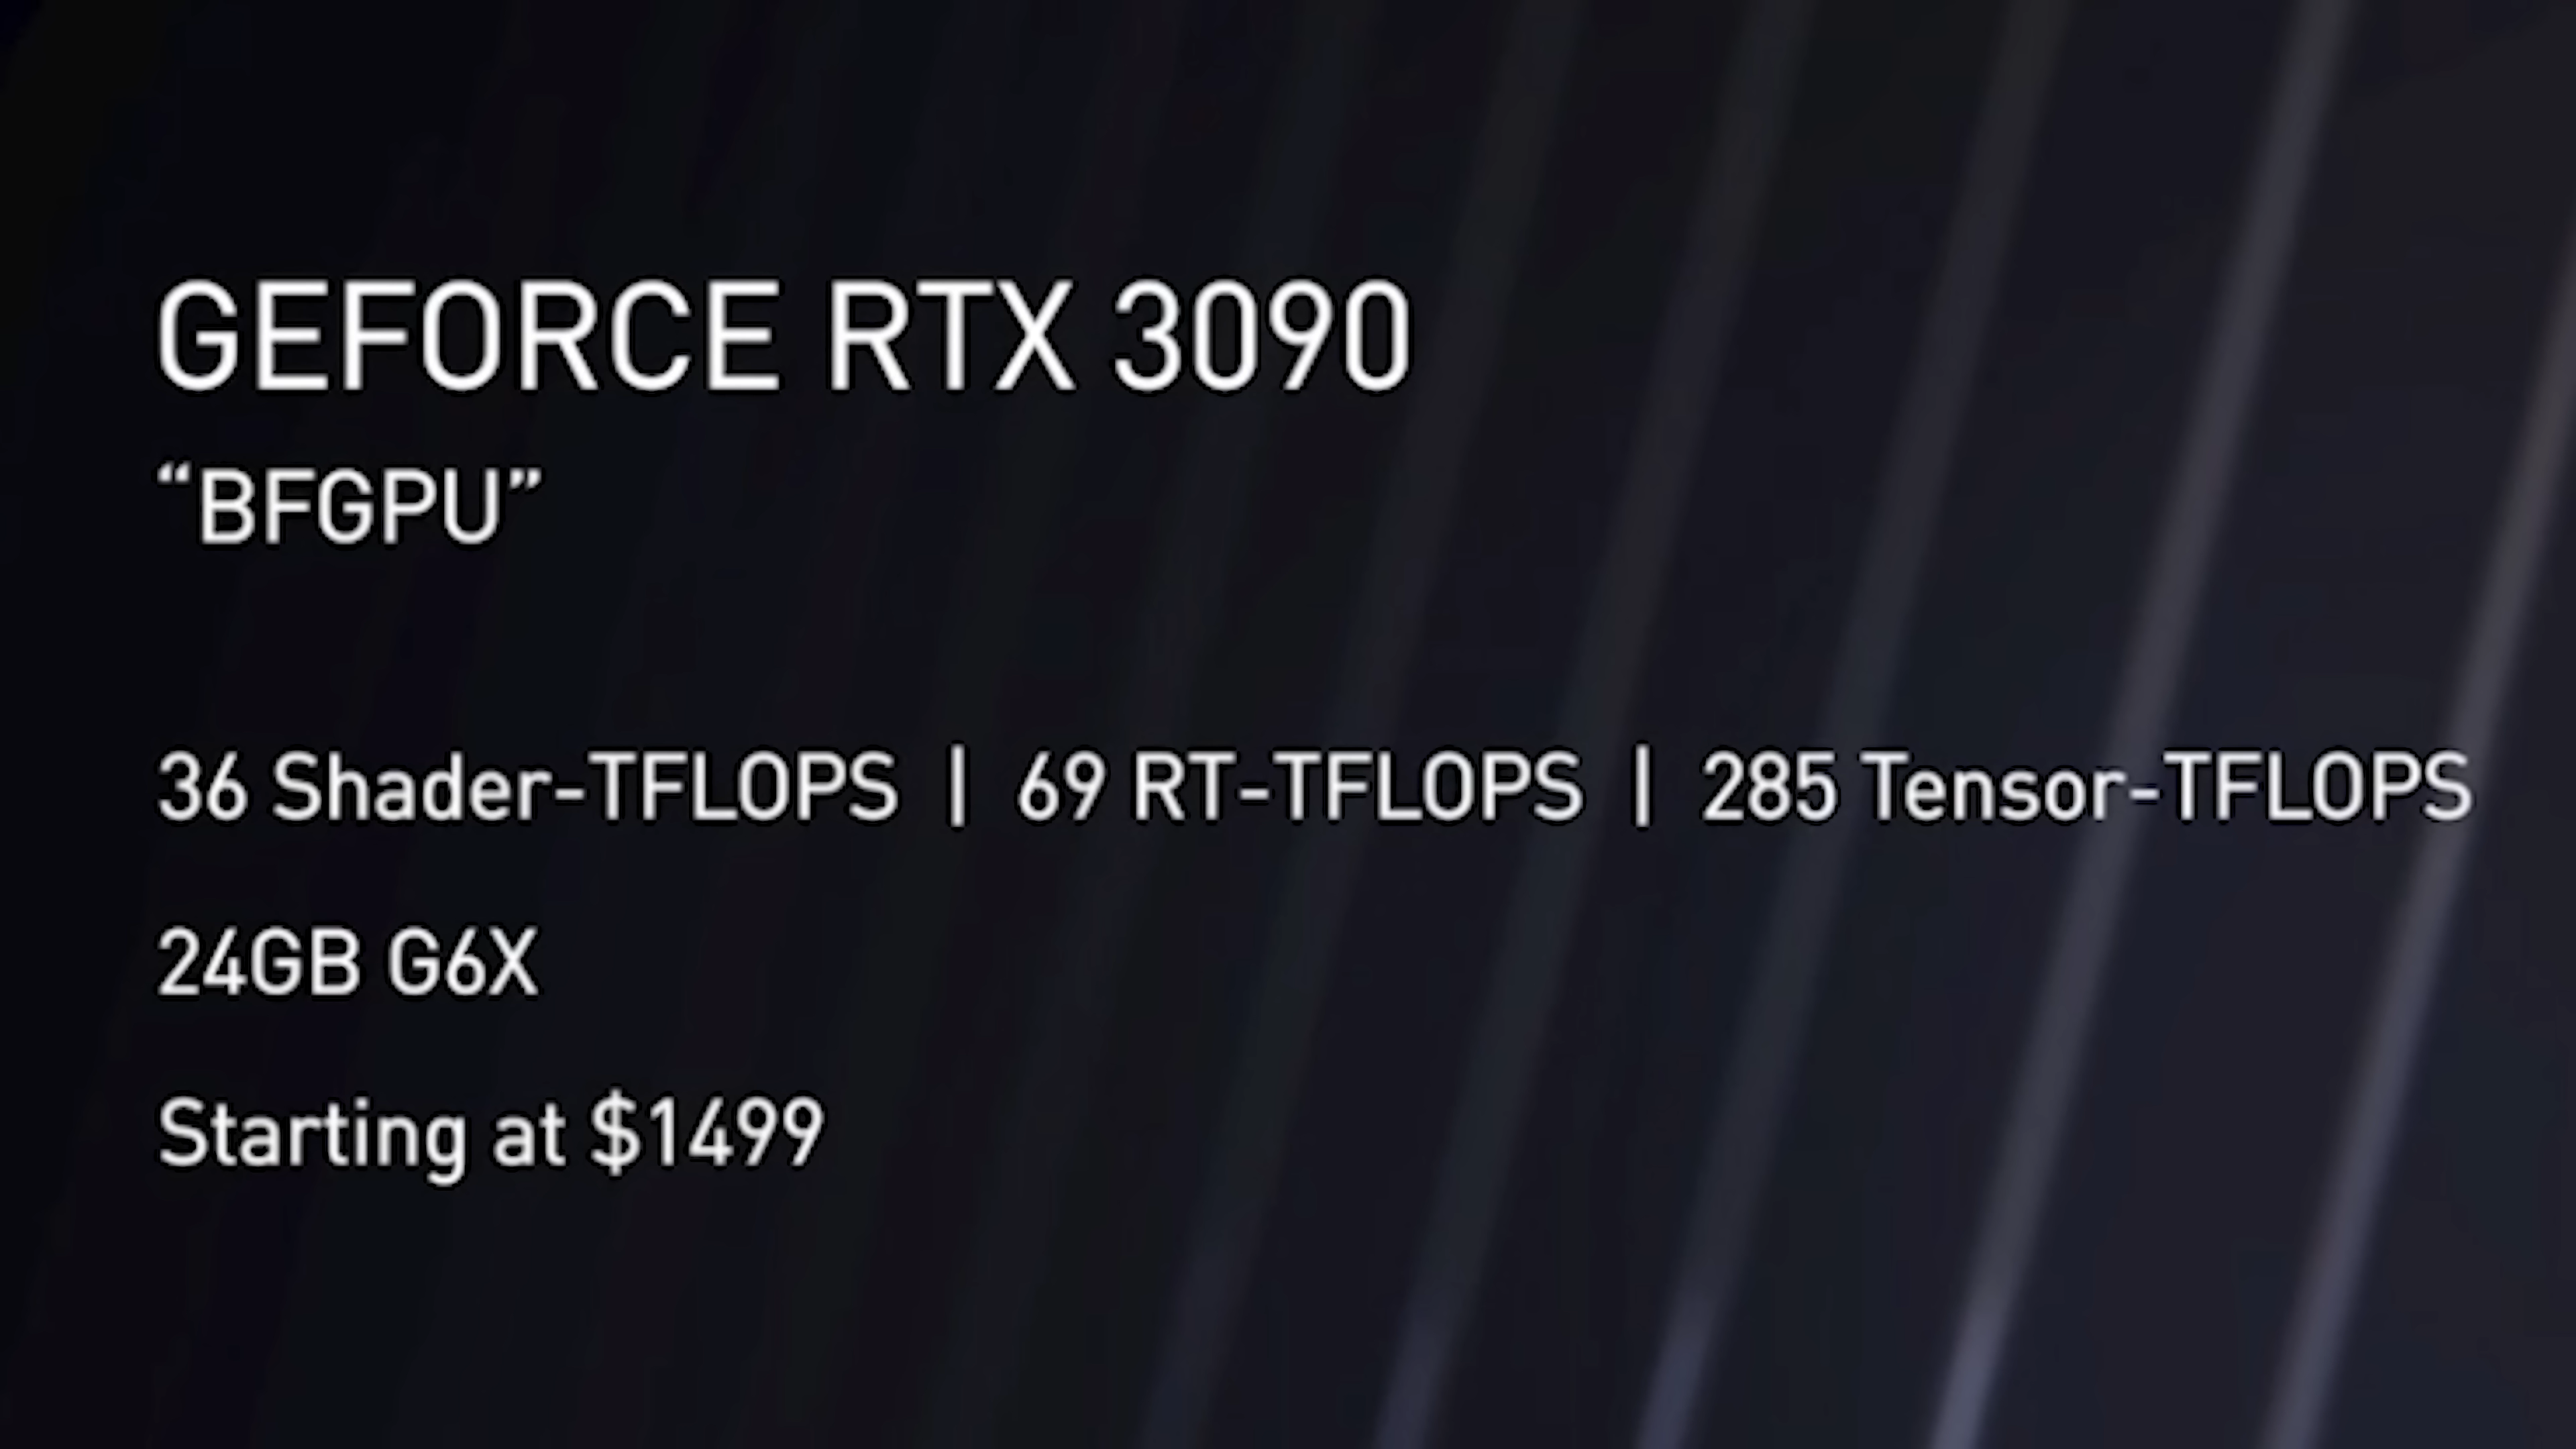 GEFORCE RTX 3090
“BFGPU”
36 Shader-TFLOPS | 69 RT-TFLOPS | 285 Tensor-TFLOPS
24GB G6X
Starting at $1499